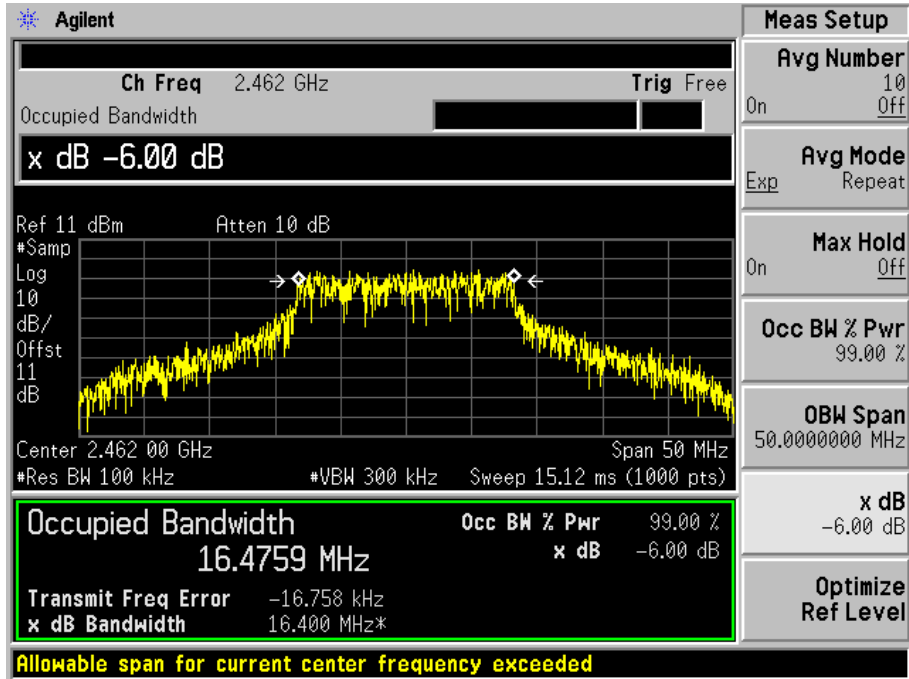 Agilent
Meas Setup
Ch Freq 2.462 GHz Trig Free
Occupied Bandwidth
x dB -6.00 dB
Ref 11 dBm Atten 10 dB
#Samp
Log
10
dB/
Offst
11
dB
Center 2.462 00 GHz Span 50 MHz
#Res BW 100 kHz #VBW 300 kHz Sweep 15.12 ms (1000 pts)
Occupied Bandwidth Occ BW % Pwr 99.00 %
16.4759 MHz x dB -6.00 dB
Transmit Freq Error -16.758 kHz
x dB Bandwidth 16.400 MHz*
Allowable span for current center frequency exceeded
Avg Number
10
On Off
Avg Mode
Exp Repeat
Max Hold
On Off
Occ BW % Pwr
99.00 %
OBW Span
50.0000000 MHz
x dB
-6.00 dB
Optimize
Ref Level